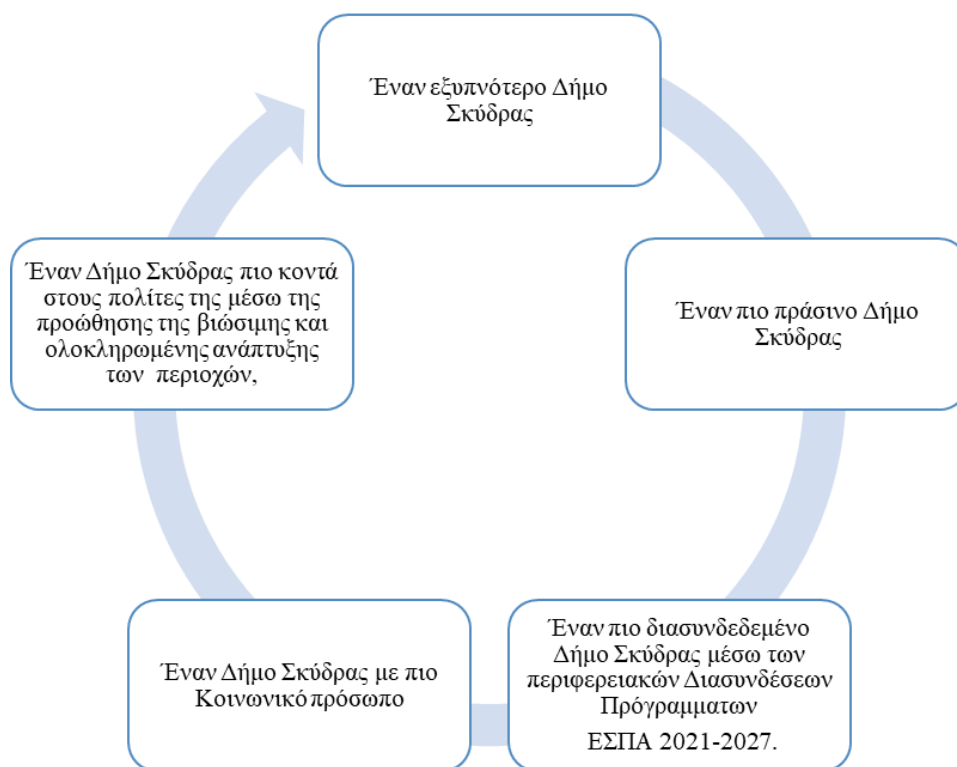 Έναν εξυπνότερο Δήμο
Σκύδρας
Έναν πιο πράσινο Δήμο
Σκύδρας
Έναν πιο διασυνδεδεμένο
Δήμο Σκύδρας μέσω των
περιφερειακών Διασυνδέσεων
Πρόγραμματων
ΕΣΠΑ 2021-2027.
Έναν Δήμο Σκύδρας με πιο
Κοινωνικό πρόσωπο
Έναν Δήμο Σκύδρας πιο κοντά
στους πολίτες της μέσω της
προώθησης της βιώσιμης και
ολοκληρωμένης ανάπτυξης
των περιοχών,